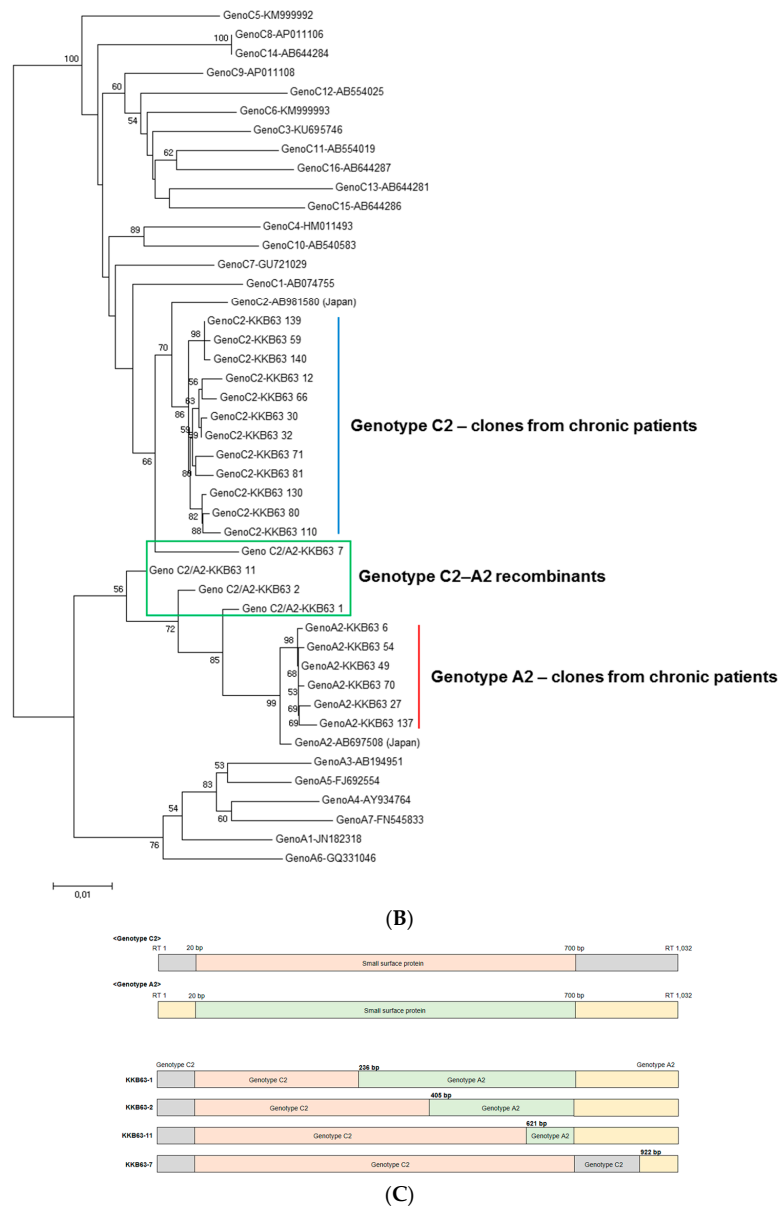 GenoC5-KM999992
GenoC8-AP011106
100
GenoC14-AB644284
100
GenoC9-AP011108
60
GenoC12-AB554025
GenoC6-KM999993
54
GenoC3-KU695746
GenoC11-AB554019
62
GenoC16-AB644287
GenoC13-AB644281
GenoC15-AB644286
GenoC4-HM011493
89
GenoC10-AB540583
GenoC7-GU721029
GenoC1-AB074755
GenoC2-AB981580 (Japan)
GenoC2-KKB63 139
98
GenoC2-KKB63 59
70
GenoC2-KKB63 140
GenoC2-KKB63 12
56
GenoC2-KKB63 66
63
86
GenoC2-KKB63 30
Genotype C2 – clones from chronic patients
59
59
GenoC2-KKB63 32
GenoC2-KKB63 71
66
GenoC2-KKB63 81
GenoC2-KKB63 130
GenoC2-KKB63 80
82
88
GenoC2-KKB63 110
Geno C2/A2-KKB63 7
Geno C2/A2-KKB63 11
Genotype C2–A2 recombinants
56
Geno C2/A2-KKB63 2
Geno C2/A2-KKB63 1
72
GenoA2-KKB63 6
98
GenoA2-KKB63 54
85
GenoA2-KKB63 49
68
Genotype A2 – clones from chronic patients
GenoA2-KKB63 70
53
99
GenoA2-KKB63 27
69
69
GenoA2-KKB63 137
GenoA2-AB697508 (Japan)
GenoA3-AB194951
53
GenoA5-FJ692554
83
GenoA4-AY934764
54
60
GenoA7-FN545833
GenoA1-JN182318
76
GenoA6-GQ331046
0,01
(B)
<Genotype C2>
RT 1 20 bp 700 bp RT 1,032
Small surface protein
<Genotype A2>
RT 1 20 bp 700 bp RT 1,032
Small surface protein
Genotype C2 236 bp Genotype A2
KKB63-1 Genotype C2 Genotype A2
405 bp
KKB63-2 Genotype C2 Genotype A2
621 bp
KKB63-11 Genotype C2 Genotype A2
922 bp
KKB63-7 Genotype C2 Genotype C2
(C)